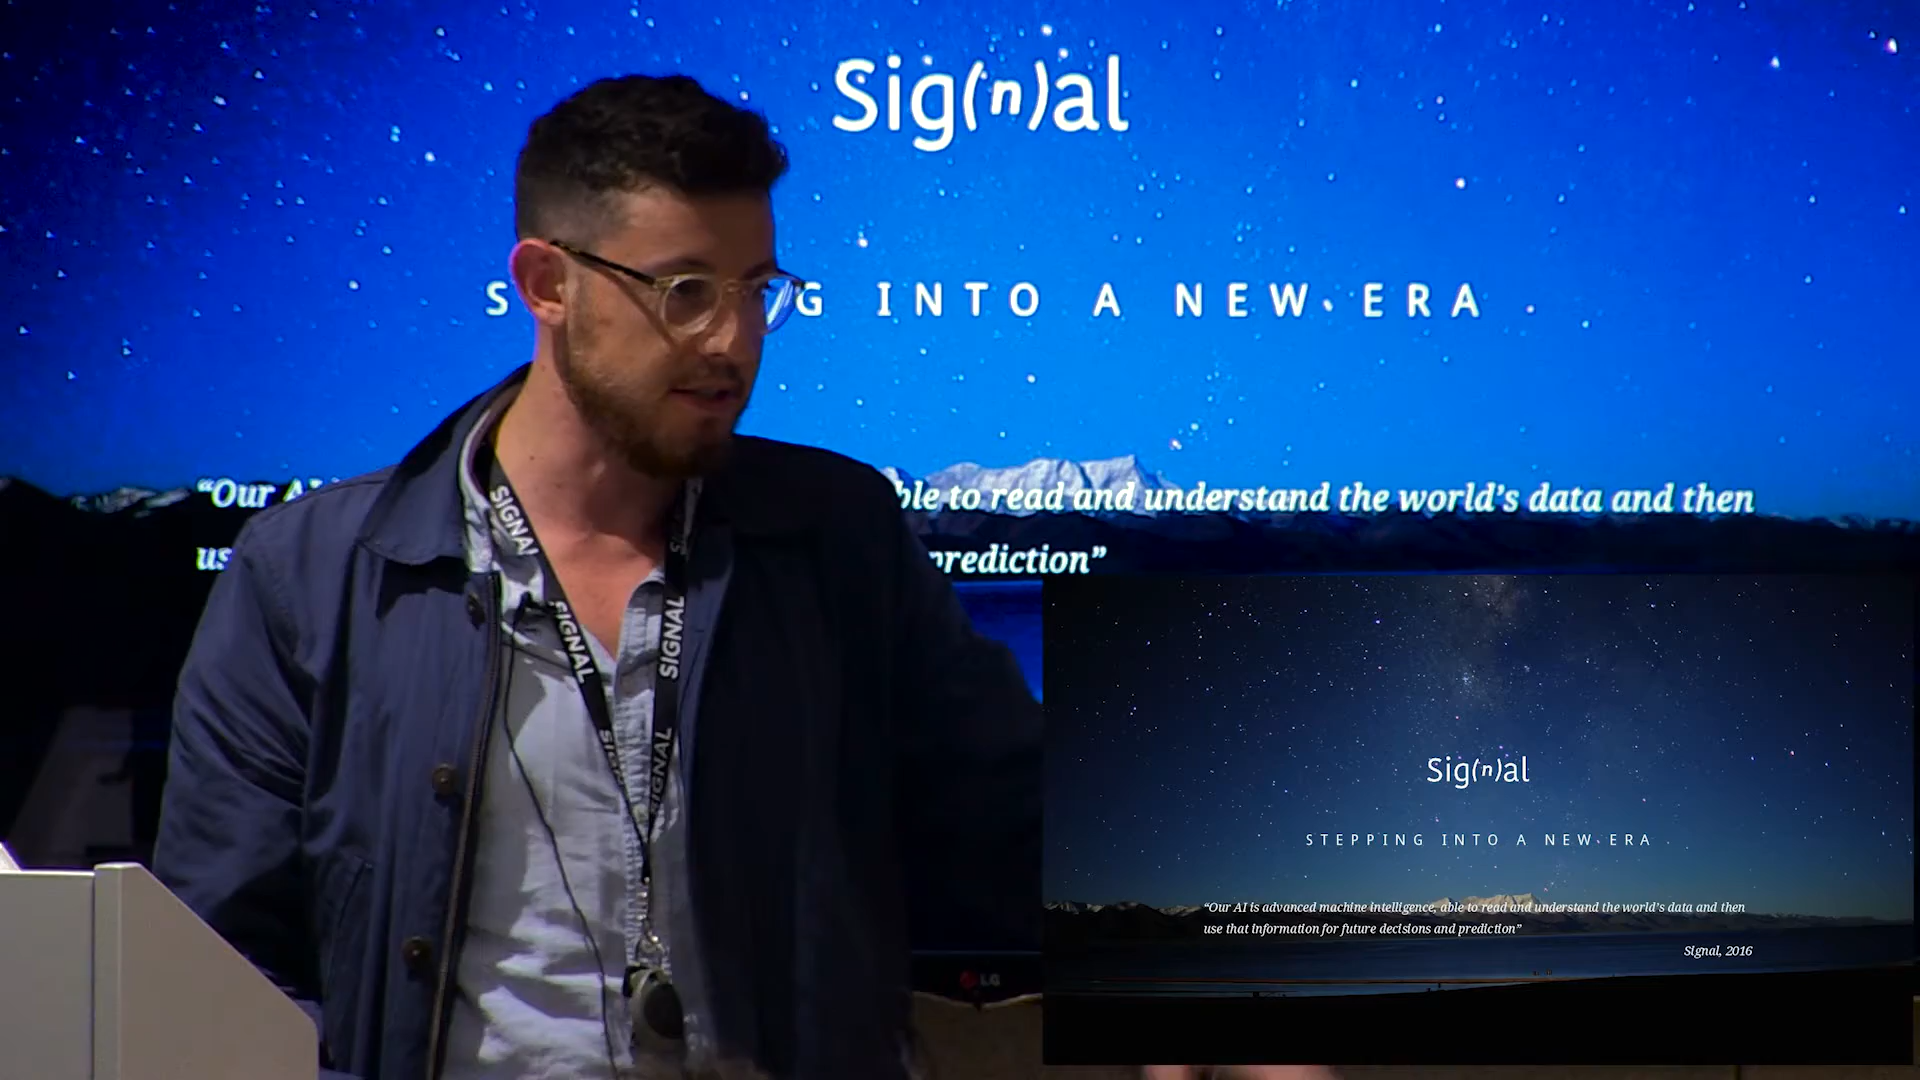 Sig(n)al
S G INTO A NEW ERA
“Our AI ble to read and understand the world’s data and then
us prediction”
SIGNAL
SIGNAL
SIGNAL
SIGNAL
SIGNAL
LG
Sig(n)al
STEPPING INTO A NEW ERA
“Our AI is advanced machine intelligence, able to read and understand the world’s data and then
use that information for future decisions and prediction”
Signal, 2016